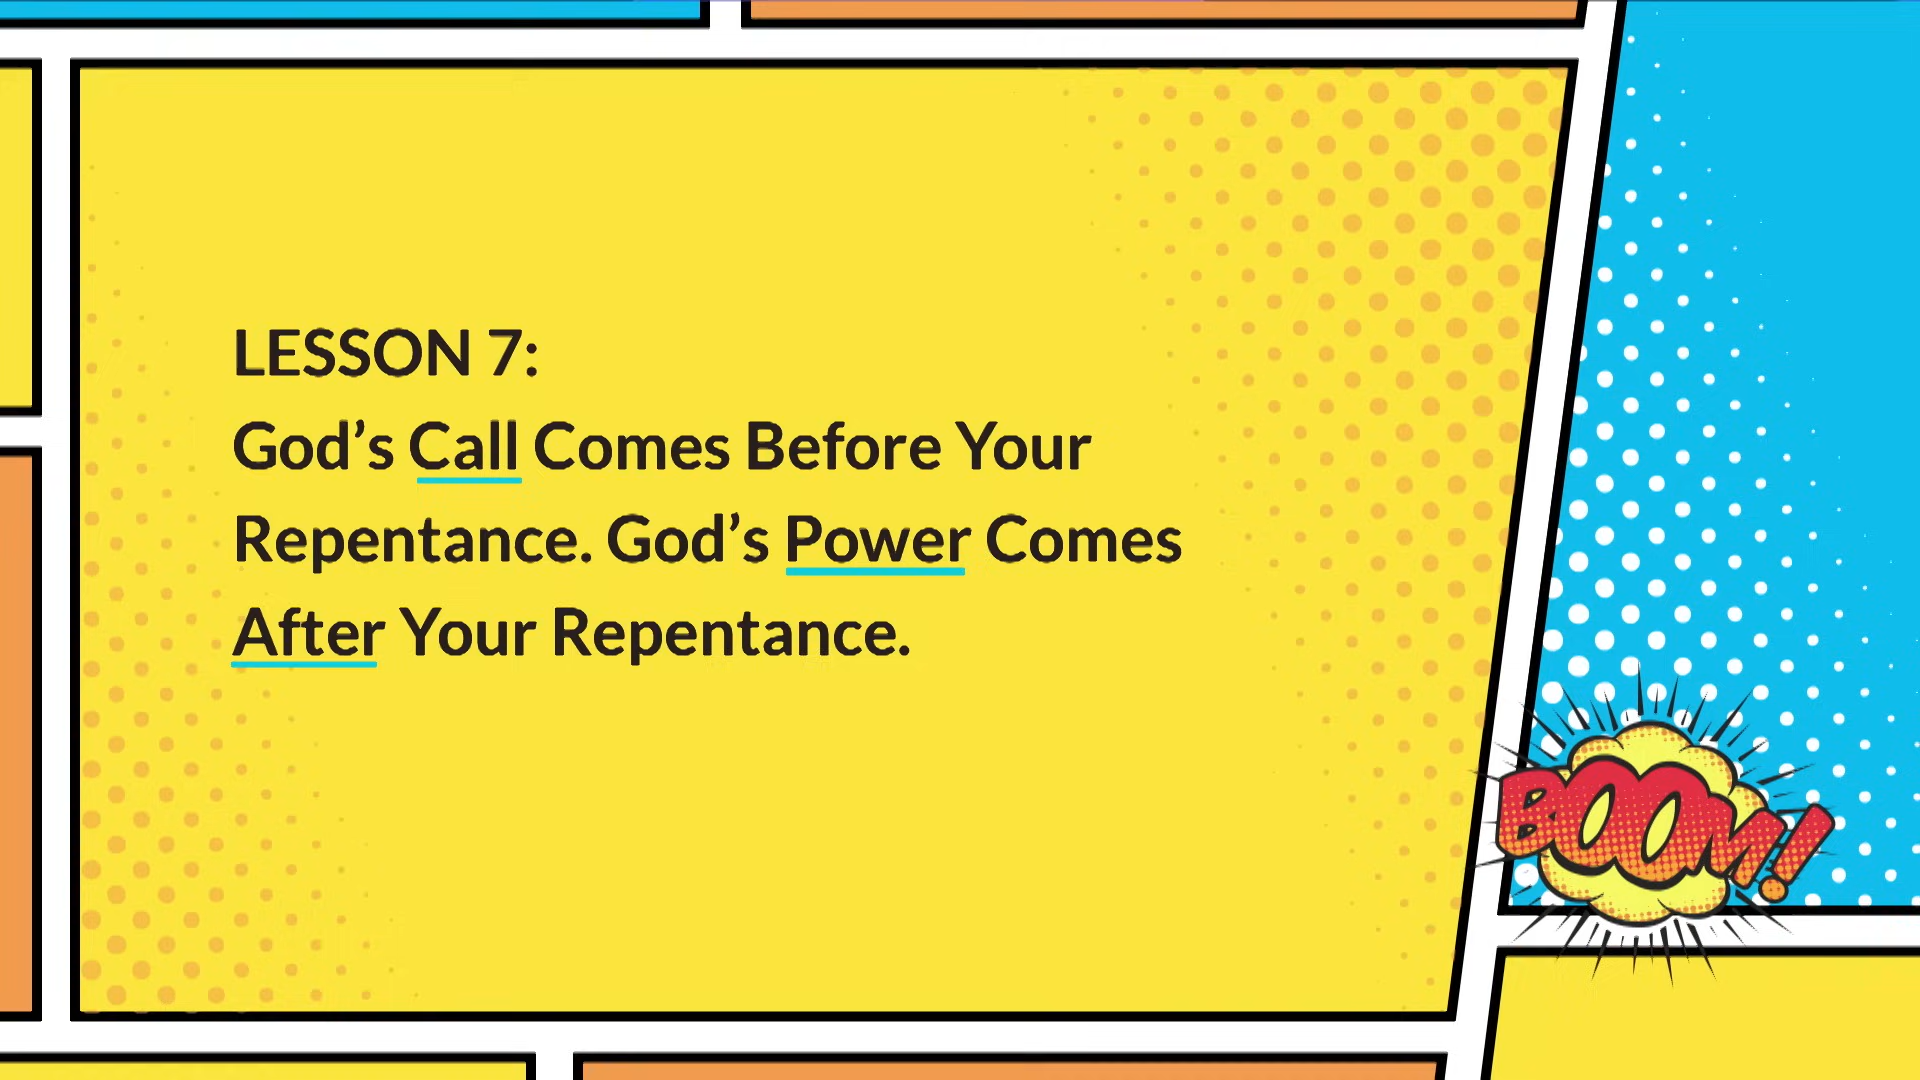 LESSON 7:
God’s Call Comes Before Your
Repentance. God’s Power Comes
After Your Repentance.
BOOM!